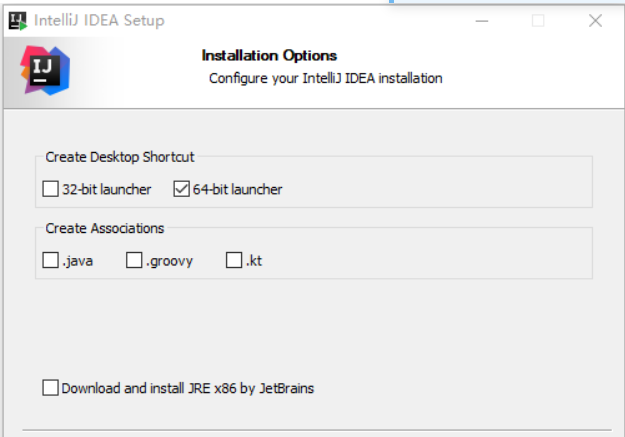 IntelliJ IDEA Setup
IJ
Installation Options
Configure your IntelliJ IDEA installation
Create Desktop Shortcut
32-bit launcher 64-bit launcher
Create Associations
.java .groovy .kt
Download and install JRE x86 by JetBrains